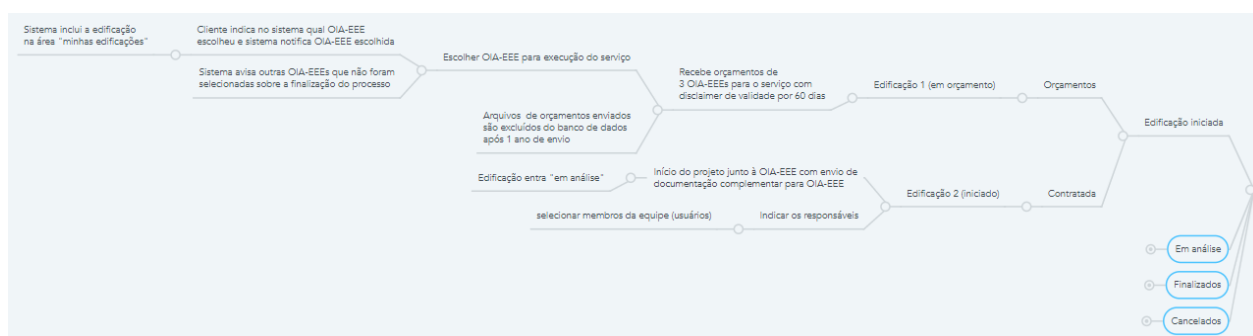 Sistema inclui a edificação
na área "minhas edificações"
Cliente indica no sistema qual OIA-EEE
escolheu e sistema notifica OIA-EEE escolhida
Sistema avisa outras OIA-EEEs que não foram
selecionadas sobre a finalização do processo
Escolher OIA-EEE para execução do serviço
Arquivos de orçamentos enviados
são excluídos do banco de dados
após 1 ano de envio
Recebe orçamentos de
3 OIA-EEEs para o serviço com
disclaimer de validade por 60 dias
Edificação 1 (em orçamento)
Orçamentos
Edificação iniciada
Edificação entra "em análise"
Início do projeto junto à OIA-EEE com envio de
documentação complementar para OIA-EEE
selecionar membros da equipe (usuários)
Indicar os responsáveis
Edificação 2 (iniciado)
Contratada
Em análise
Finalizados
Cancelados